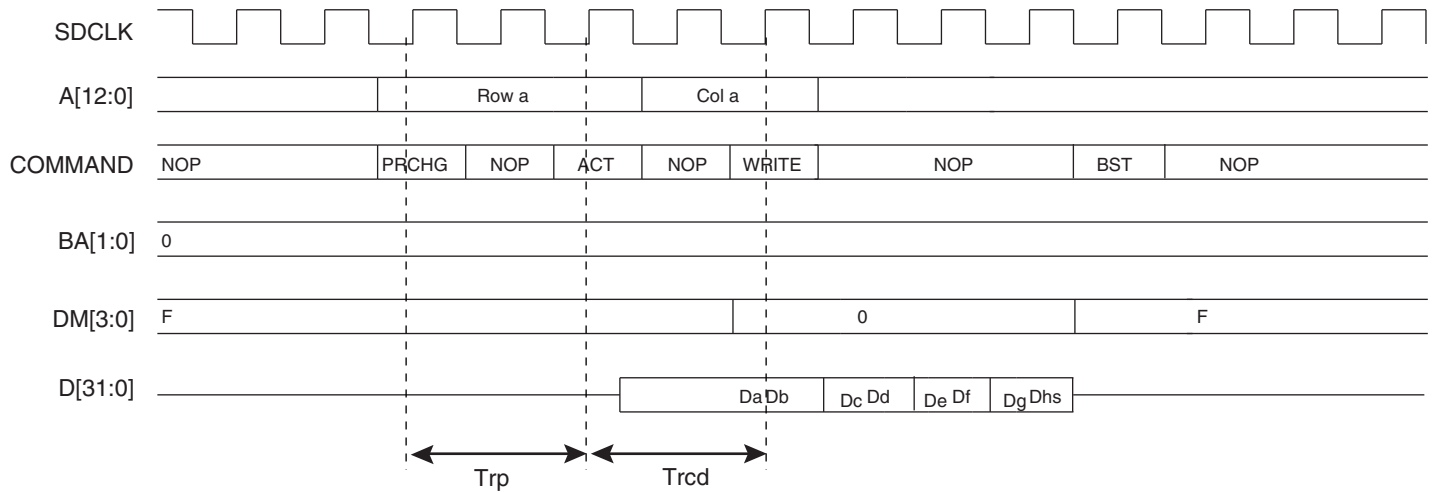 SDCLK
A[12:0] Row a Col a
COMMAND NOP PRCHG NOP ACT NOP WRITE NOP BST NOP
BA[1:0] 0
DM[3:0] F 0 F
D[31:0] Da Db Dc Dd De Df Dg Dhs
Trp Trcd